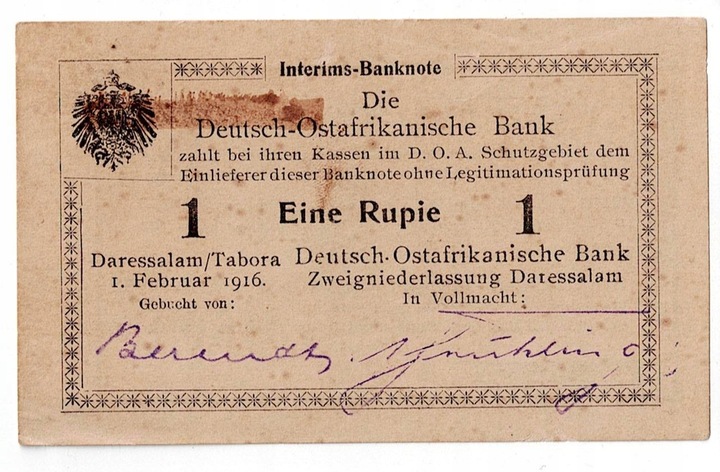 Interims-Banknote
Die
Deutsch-Ostafrikanische Bank
zahlt bei ihren Kassen im D. O. A. Schutzgebiet dem
Einlieferer dieser Banknote ohne Legitimationsprüfung
1 Eine Rupie 1
Daressalam/Tabora
1. Februar 1916.
Gebucht von:
Deutsch-Ostafrikanische Bank
Zweigniederlassung Daressalam
In Vollmacht:
Berendt